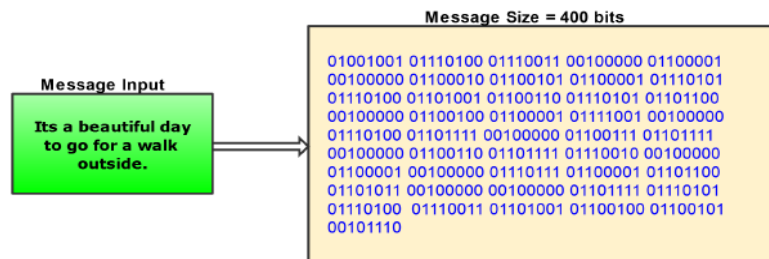 Message Size = 400 bits
01001001 01110100 01110011 00100000 01100001
00100000 01100010 01100101 01100001 01110101
01110100 01101001 01100110 01110101 01101100
00100000 01100100 01100001 01111001 00100000
01110100 01101111 00100000 01100111 01101111
00100000 01100110 01101111 01110010 00100000
01100001 00100000 01110111 01100001 01101100
01101011 00100000 00100000 01101111 01110101
01110100 01110011 01101001 01100100 01100101
00101110
Message Input
Its a beautiful day
to go for a walk
outside.